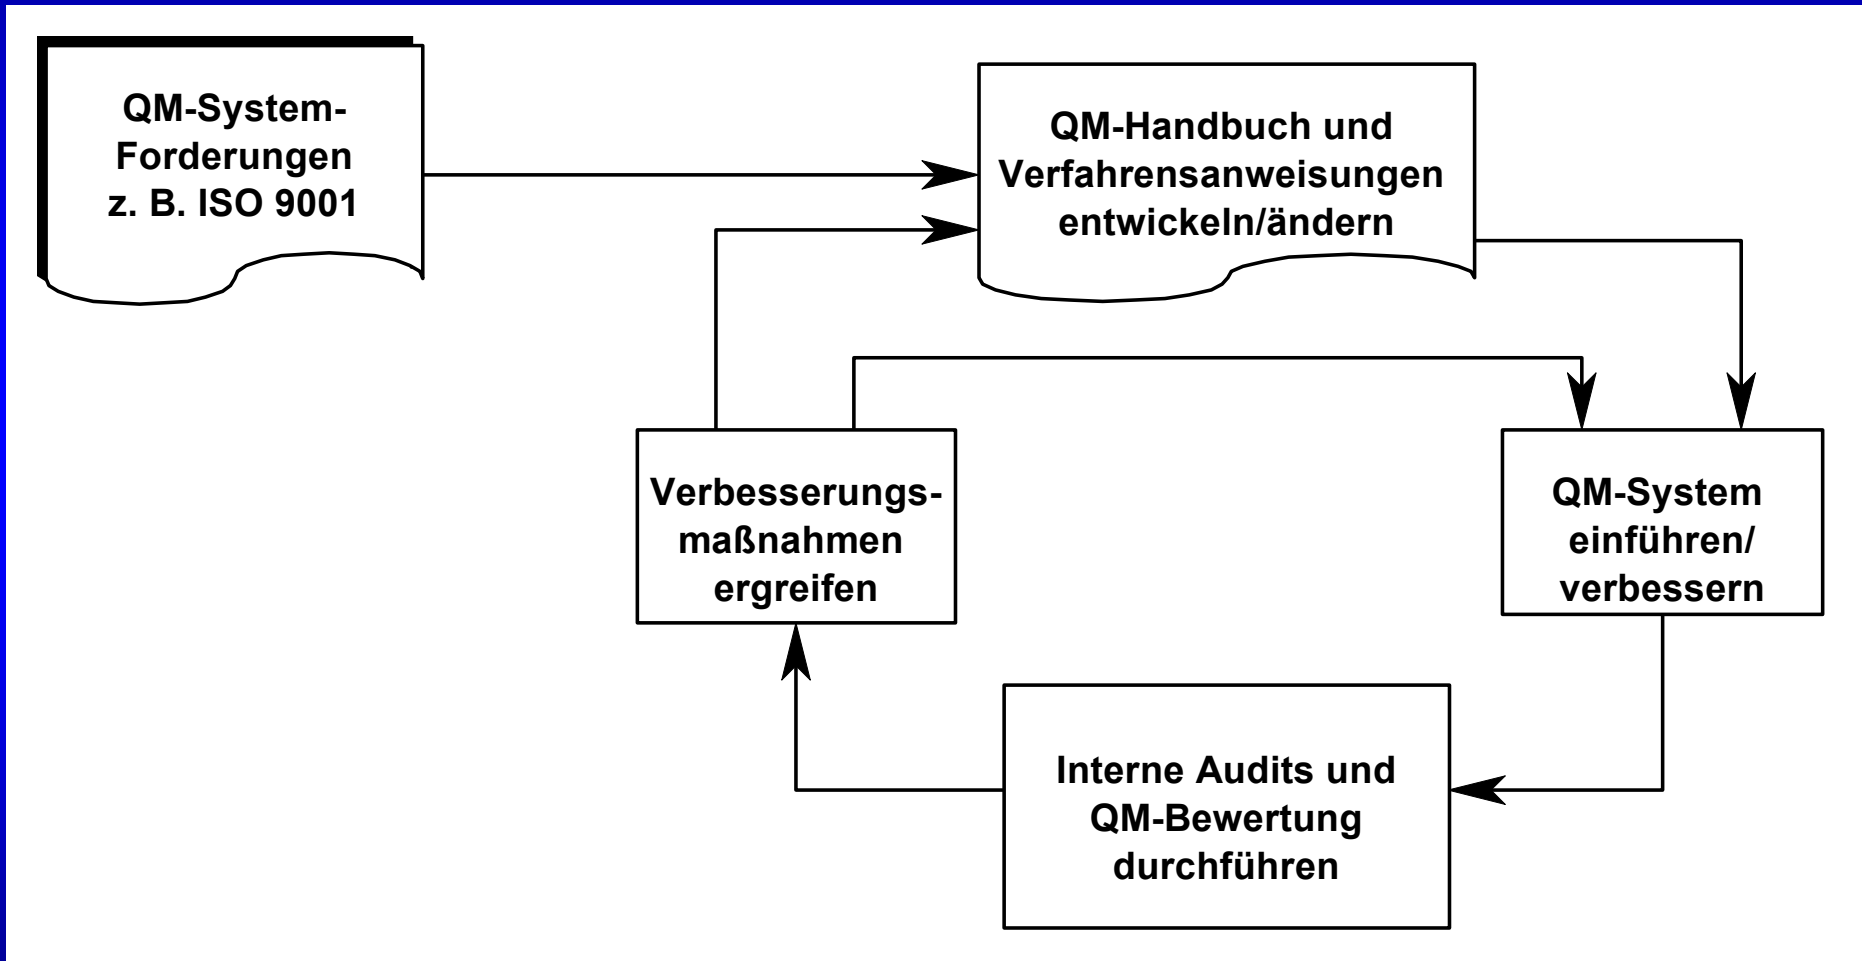 QM-System-
Forderungen
z. B. ISO 9001
QM-Handbuch und
Verfahrensanweisungen
entwickeln/ändern
Verbesserungs-
maßnahmen
ergreifen
QM-System
einführen/
verbessern
Interne Audits und
QM-Bewertung
durchführen